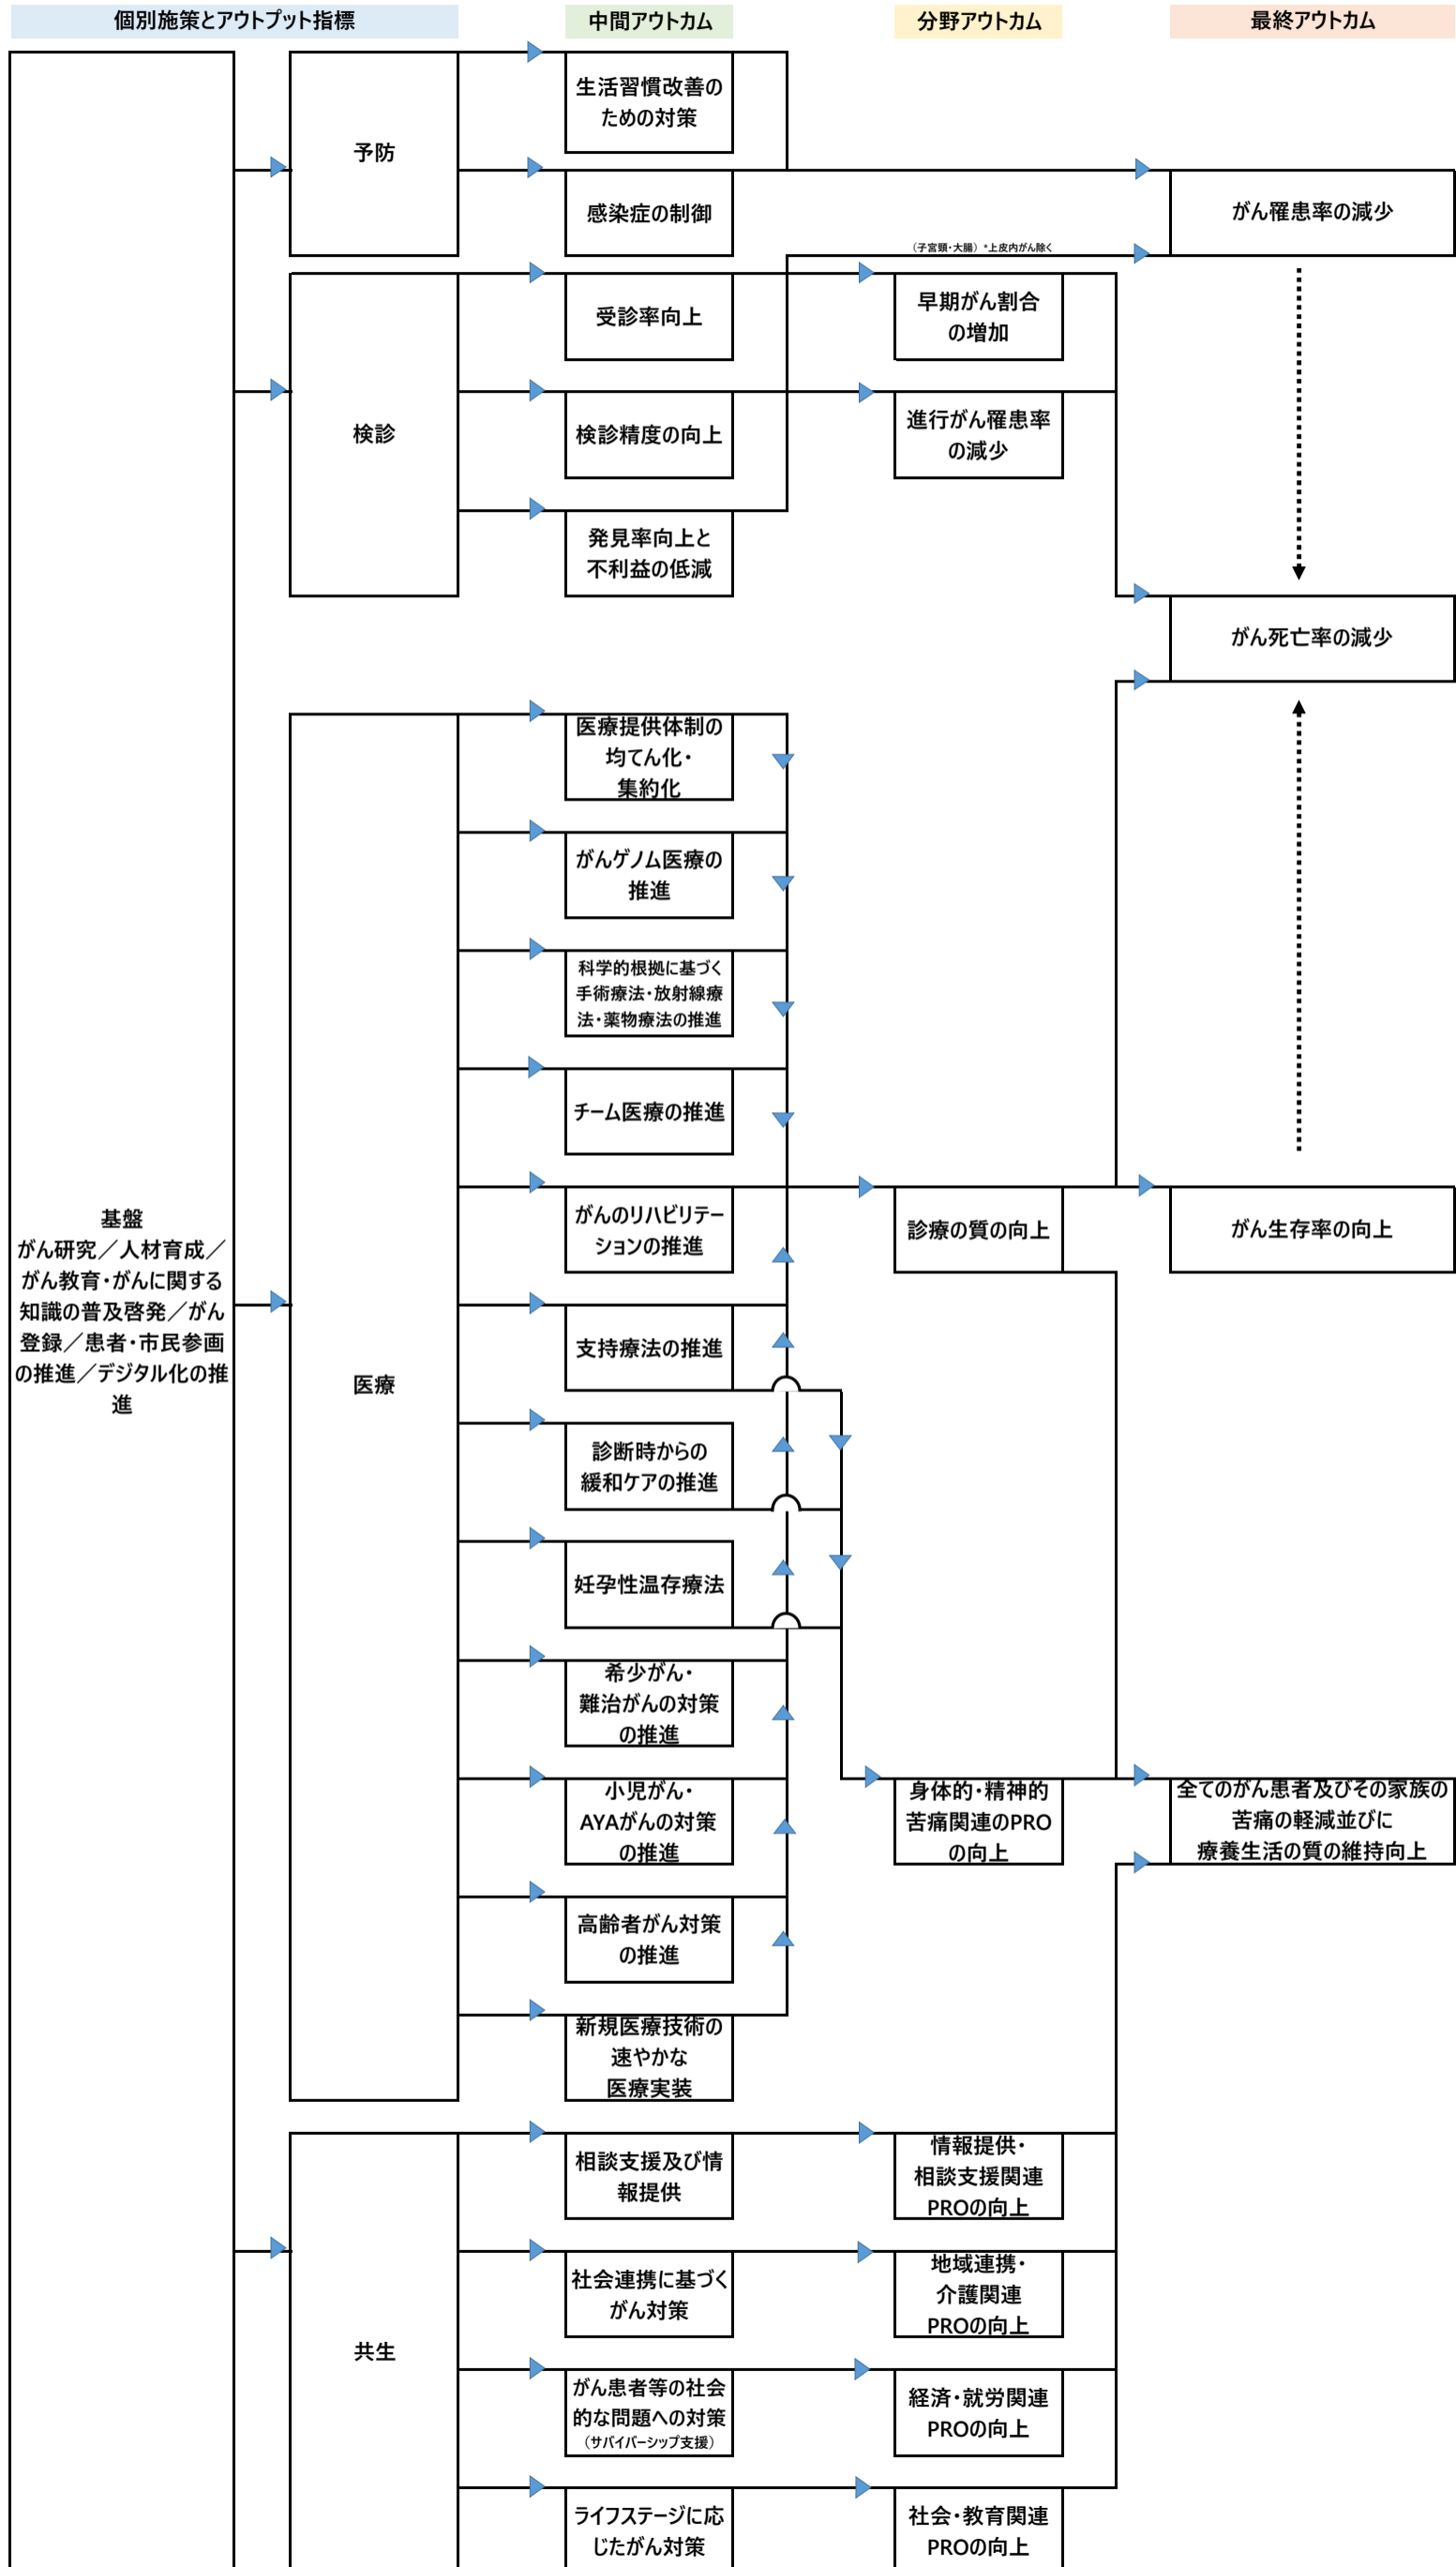 個別施策とアウトプット指標
中間アウトカム
分野アウトカム
最終アウトカム
基盤
がん研究／人材育成／
がん教育・がんに関する
知識の普及啓発／がん
登録／患者・市民参画
の推進／デジタル化の推
進
予防
生活習慣改善の
ための対策
感染症の制御
がん罹患率の減少
（子宮頸・大腸）*上皮内がん除く
検診
受診率向上
早期がん割合
の増加
検診精度の向上
進行がん罹患率
の減少
発見率向上と
不利益の低減
がん死亡率の減少
医療
医療提供体制の
均てん化・
集約化
がんゲノム医療の
推進
科学的根拠に基づく
手術療法・放射線療
法・薬物療法の推進
チーム医療の推進
がんのリハビリテー
ションの推進
診療の質の向上
がん生存率の向上
支持療法の推進
診断時からの
緩和ケアの推進
妊孕性温存療法
希少がん・
難治がんの対策
の推進
小児がん・
AYAがんの対策
の推進
身体的・精神的
苦痛関連のPRO
の向上
全てのがん患者及びその家族の
苦痛の軽減並びに
療養生活の質の維持向上
高齢者がん対策
の推進
新規医療技術の
速やかな
医療実装
共生
相談支援及び情
報提供
情報提供・
相談支援関連
PROの向上
社会連携に基づく
がん対策
地域連携・
介護関連
PROの向上
がん患者等の社会
的な問題への対策
（サバイバーシップ支援）
経済・就労関連
PROの向上
ライフステージに応
じたがん対策
社会・教育関連
PROの向上